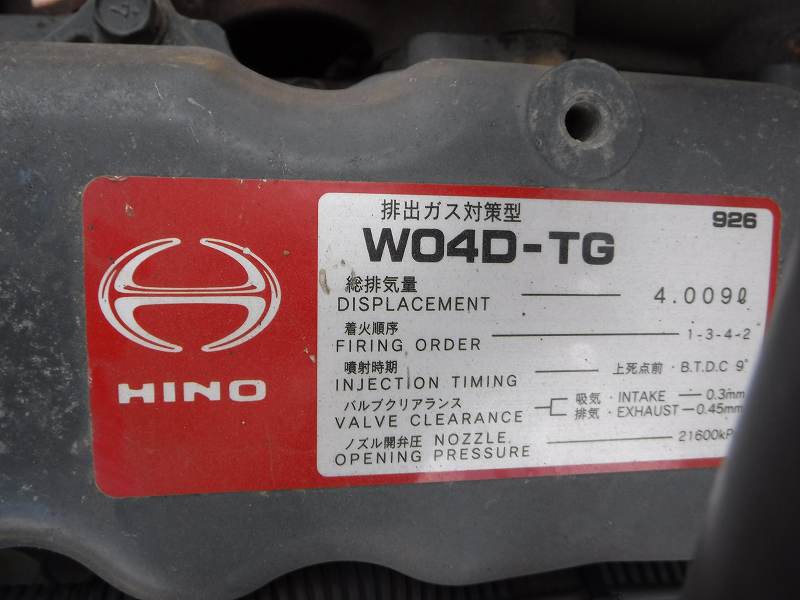 HINO
排出ガス対策型
926
W04D-TG
総排気量
DISPLACEMENT 4.009ℓ
着火順序
FIRING ORDER 1-3-4-2
噴射時期
INJECTION TIMING 上死点前・B.T.D.C 9°
バルブクリアランス
VALVE CLEARANCE
吸気・INTAKE 0.3mm
排気・EXHAUST 0.45mm
ノズル開弁圧 NOZZLE
OPENING PRESSURE 21600kP